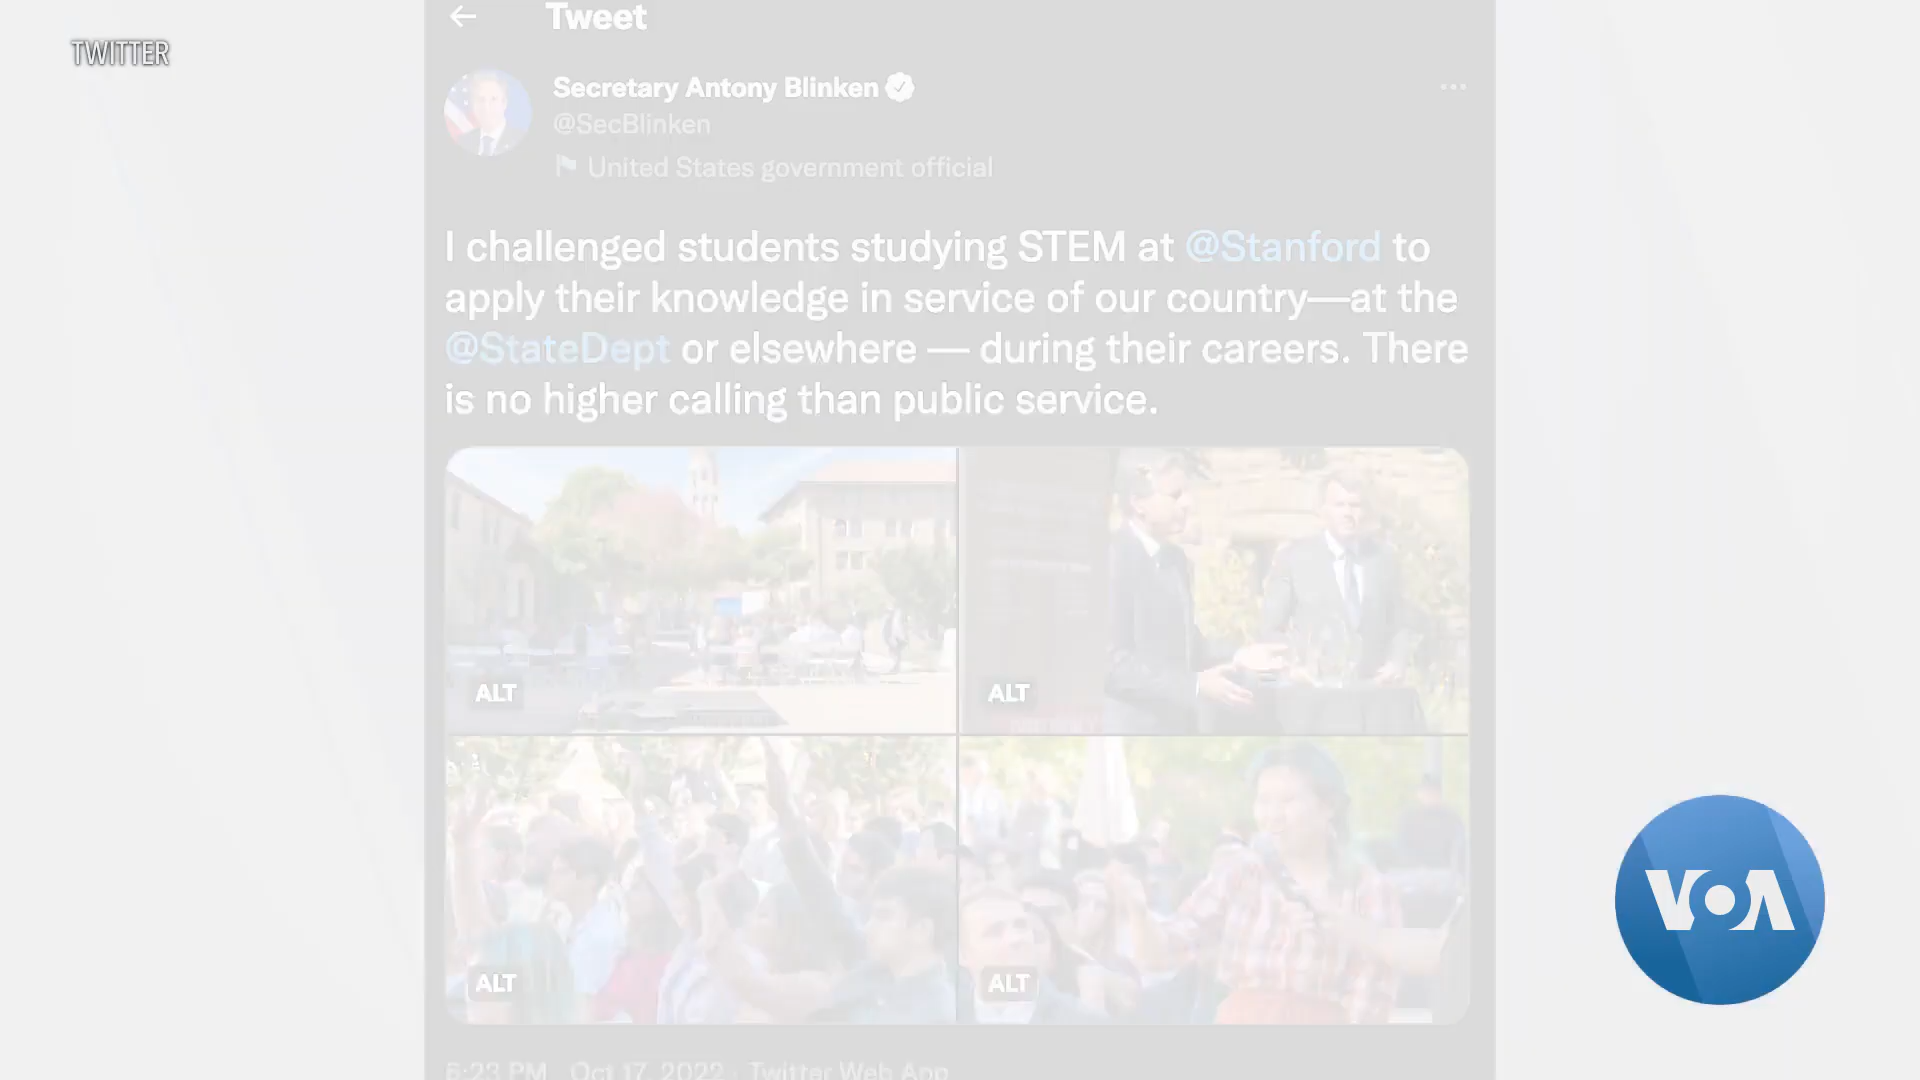 TWITTER
Tweet
Secretary Antony Blinken
@SecBlinken
United States government official
I challenged students studying STEM at @Stanford to
apply their knowledge in service of our country—at the
@StateDept or elsewhere — during their careers. There
is no higher calling than public service.
ALT
ALT
ALT
ALT
VOA
6:23 PM · Oct 17, 2022 · Twitter Web App